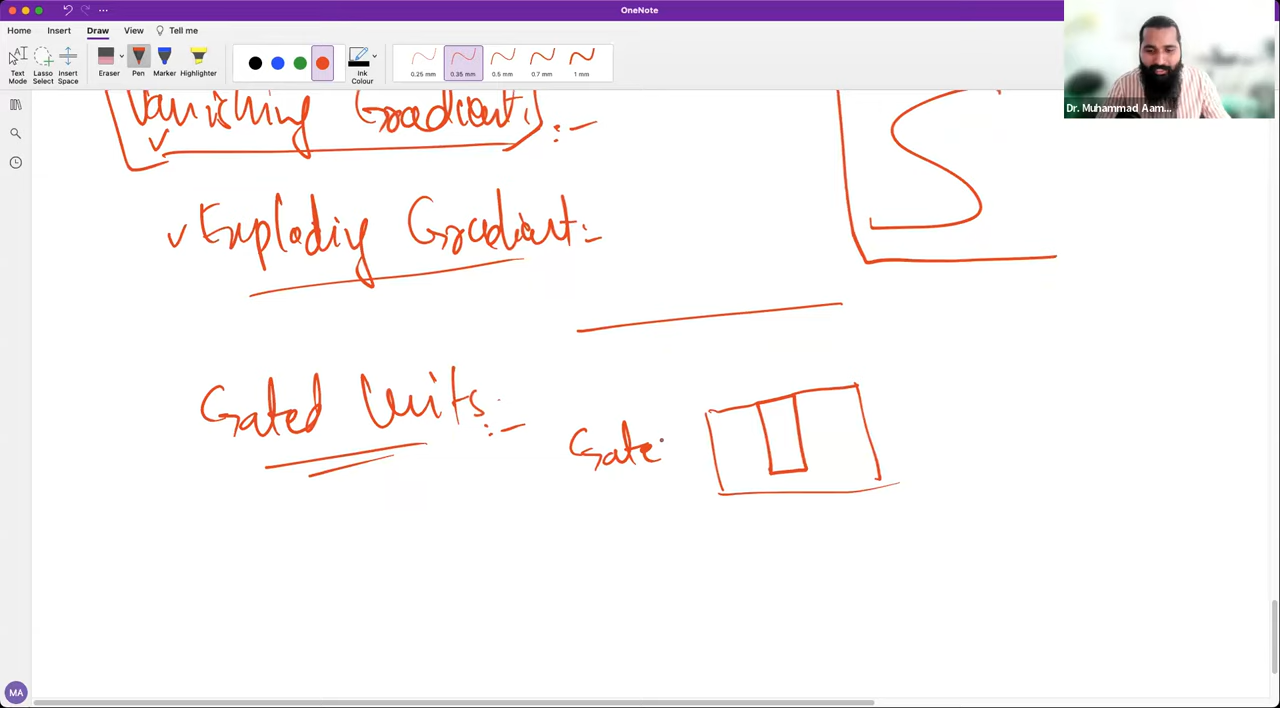 OneNote
Home Insert Draw View Tell me
Text Mode Lasso Select Insert Space Eraser Pen Marker Highlighter Ink Colour 0.25 mm 0.35 mm 0.5 mm 0.7 mm 1 mm
Dr. Muhammad Aam...
Vanishing Gradient :-
Exploding Gradient :-
Gated Units :-
Gate
MA